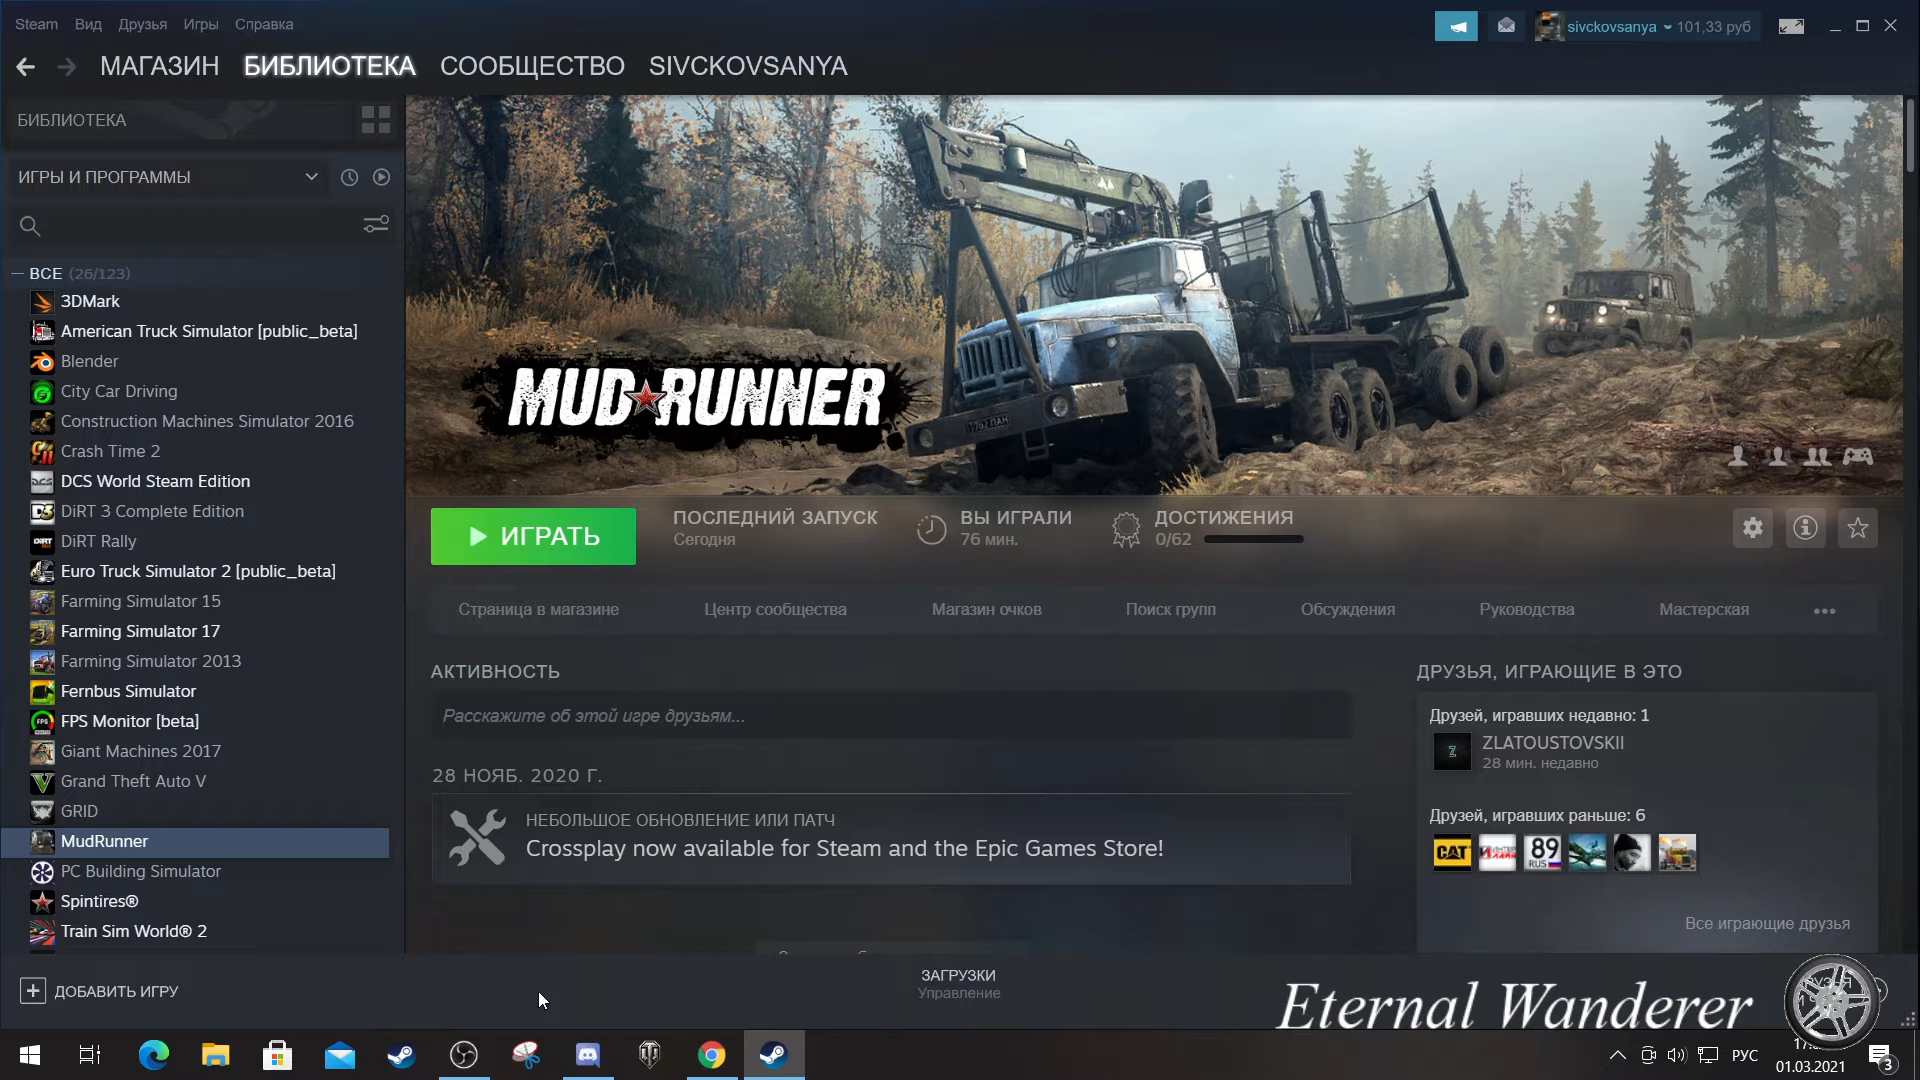 Steam Вид Друзья Игры Справка
sivckovsanya 101,33 руб
МАГАЗИН БИБЛИОТЕКА СООБЩЕСТВО SIVCKOVSANYA
БИБЛИОТЕКА
ИГРЫ И ПРОГРАММЫ
ВСЕ (26/123)
3DMark
American Truck Simulator [public_beta]
Blender
City Car Driving
Construction Machines Simulator 2016
Crash Time 2
DCS World Steam Edition
DiRT 3 Complete Edition
DiRT Rally
Euro Truck Simulator 2 [public_beta]
Farming Simulator 15
Farming Simulator 17
Farming Simulator 2013
Fernbus Simulator
FPS Monitor [beta]
Giant Machines 2017
Grand Theft Auto V
GRID
MudRunner
PC Building Simulator
Spintires®
Train Sim World® 2
ДОБАВИТЬ ИГРУ
MUDRUNNER
ИГРАТЬ
ПОСЛЕДНИЙ ЗАПУСК
Сегодня
ВЫ ИГРАЛИ
76 мин.
ДОСТИЖЕНИЯ
0/62
Страница в магазине Центр сообщества Магазин очков Поиск групп Обсуждения Руководства Мастерская
АКТИВНОСТЬ
Расскажите об этой игре друзьям...
28 НОЯБ. 2020 Г.
НЕБОЛЬШОЕ ОБНОВЛЕНИЕ ИЛИ ПАТЧ
Crossplay now available for Steam and the Epic Games Store!
ДРУЗЬЯ, ИГРАЮЩИЕ В ЭТО
Друзей, игравших недавно: 1
Z
ZLATOUSTOVSKII
28 мин. недавно
Друзей, игравших раньше: 6
CAT
89
RUS
Все играющие друзья
ЗАГРУЗКИ
Управление
Eternal Wanderer
РУС
01.03.2021
3